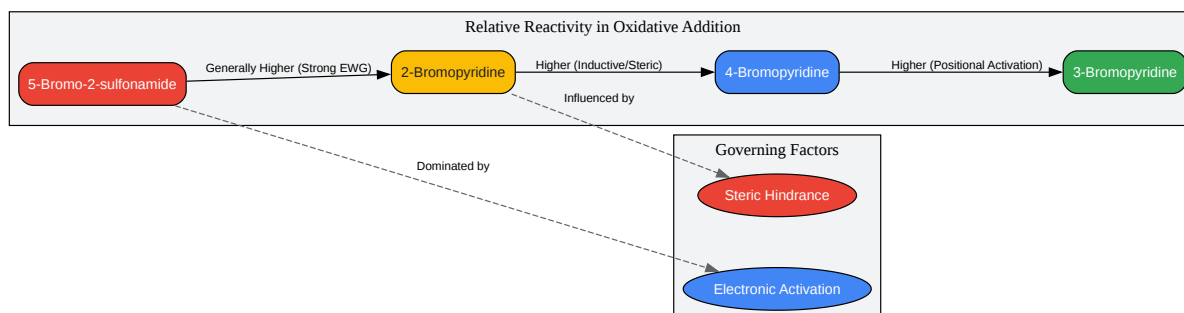 Relative Reactivity in Oxidative Addition
5-Bromo-2-sulfonamide
Generally Higher (Strong EWG)
2-Bromopyridine
Higher (Inductive/Steric)
4-Bromopyridine
Higher (Positional Activation)
3-Bromopyridine
Influenced by
Dominated by
Governing Factors
Steric Hindrance
Electronic Activation